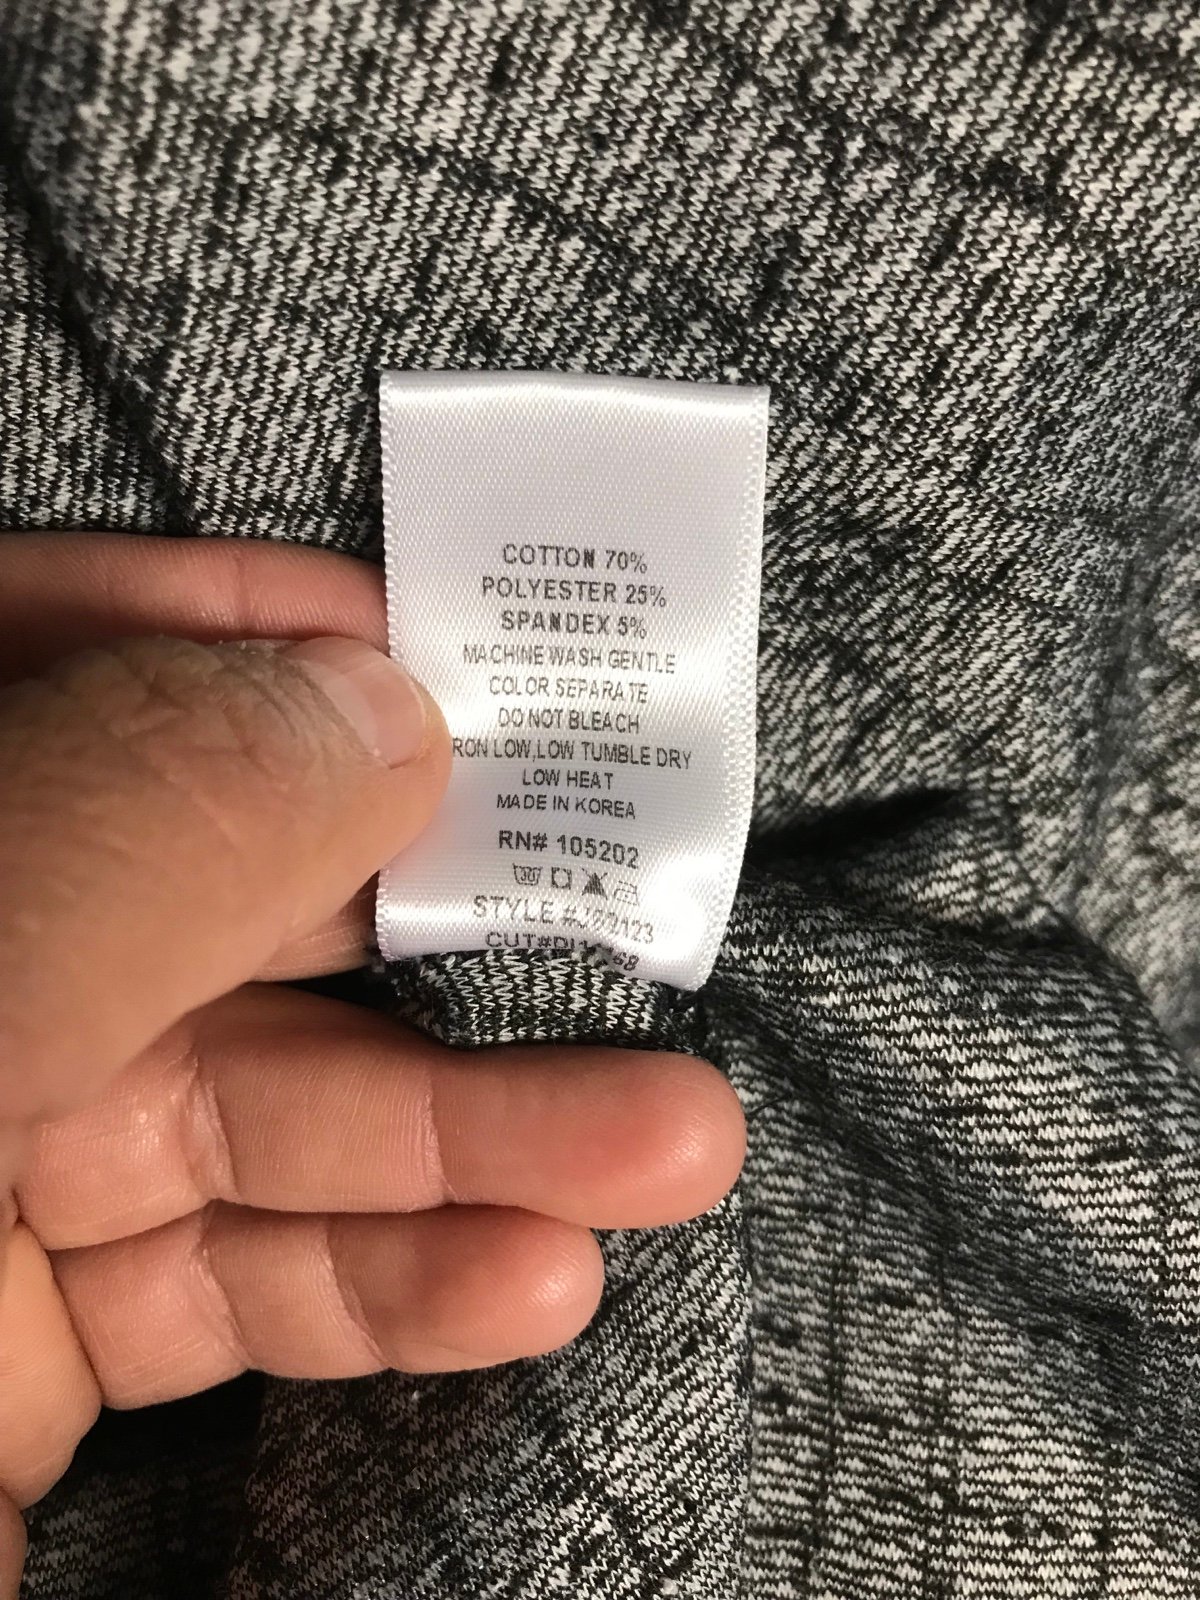 COTTON 70%
POLYESTER 25%
SPANDEX 5%
MACHINE WASH GENTLE
COLOR SEPARATE
DO NOT BLEACH
RON LOW,LOW TUMBLE DRY
LOW HEAT
MADE IN KOREA
RN# 105202
STYLE